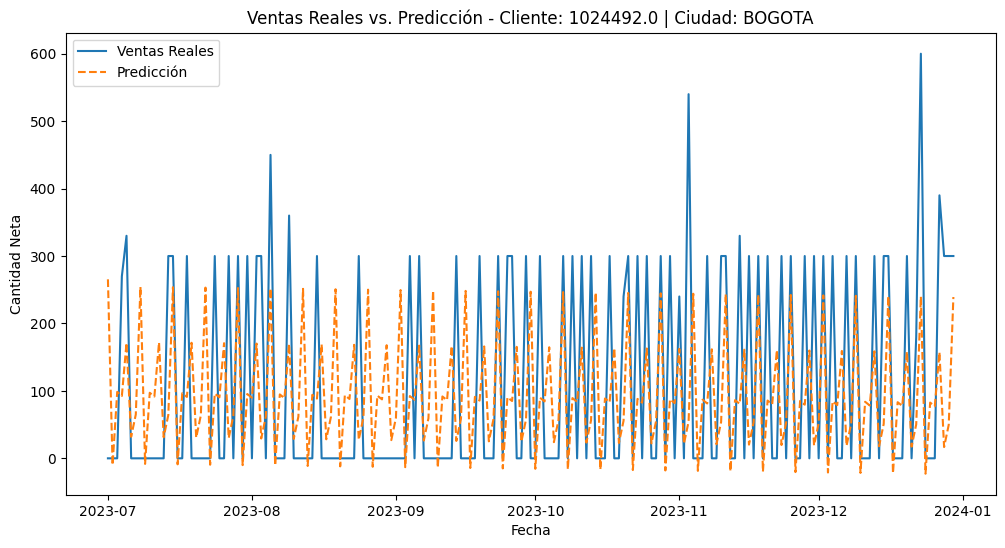 Ventas Reales vs. Predicción - Cliente: 1024492.0 | Ciudad: BOGOTA
Ventas Reales
Predicción
Cantidad Neta
600
500
400
300
200
100
0
2023-07
2023-08
2023-09
2023-10
2023-11
2023-12
2024-01
Fecha